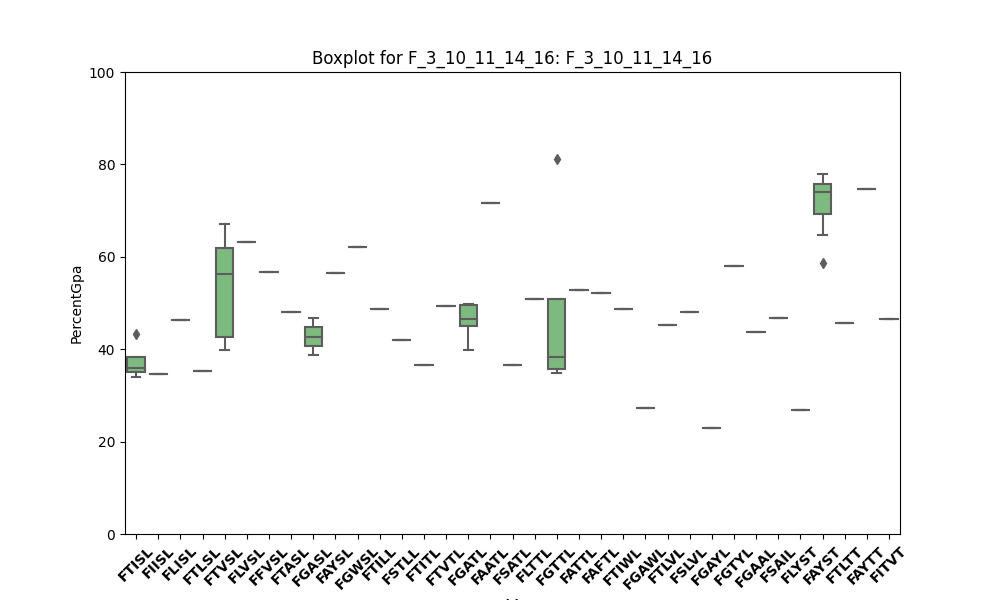 Boxplot for F_3_10_11_14_16: F_3_10_11_14_16
PercentGpa
100
80
60
40
20
0
FTISL FIISL FLISL FTLSL FTVSL FLVSL FFVSL FTASL FGASL FAYSL FGWSL FTILL FSTLL FTITL FTVTL FGATL FAATL FSATL FLTTL FGTTL FATTL FAFTL FTIWL FGAWL FTLVL FSLVL FGAYL FGTYL FGAAL FSAIL FLYST FAYST FTLTT FAYTT FITVT